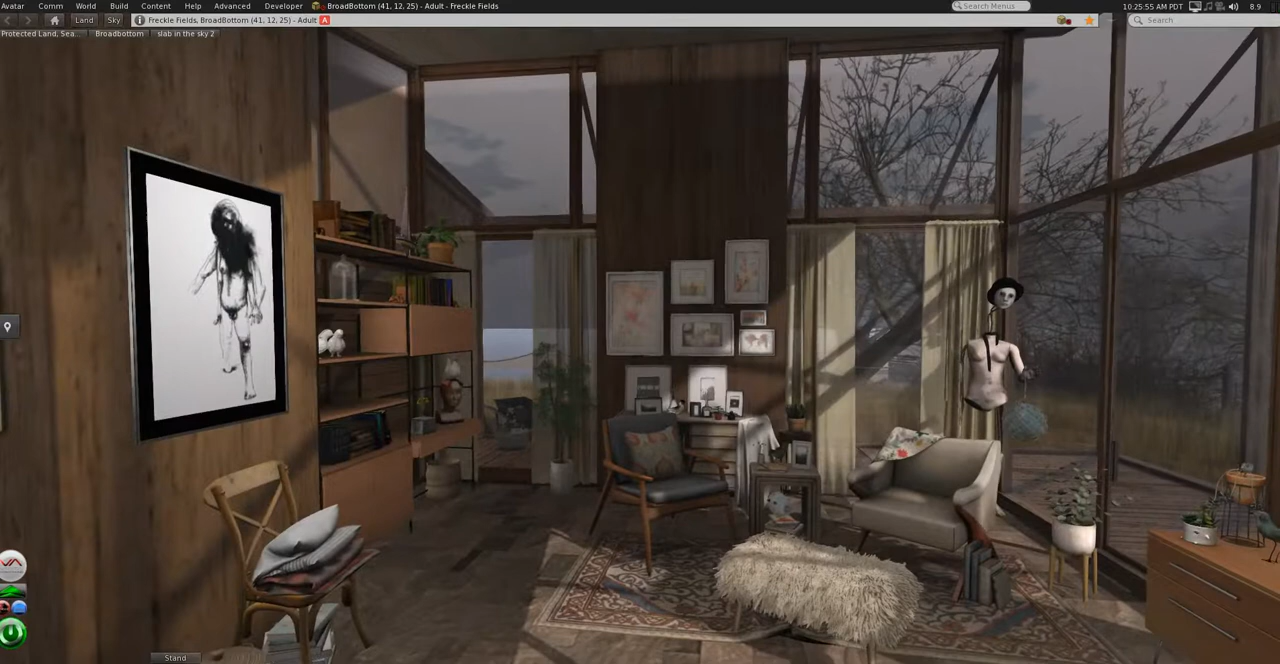 Avatar Comm World Build Content Help Advanced Developer BroadBottom (41, 12, 25) - Adult - Freckle Fields Search Menus 10:25:55 AM PDT 8.9
Land Sky Freckle Fields, BroadBottom (41, 12, 25) - Adult A Search
Protected Land, Sea... Broadbottom slab in the sky 2
Stand